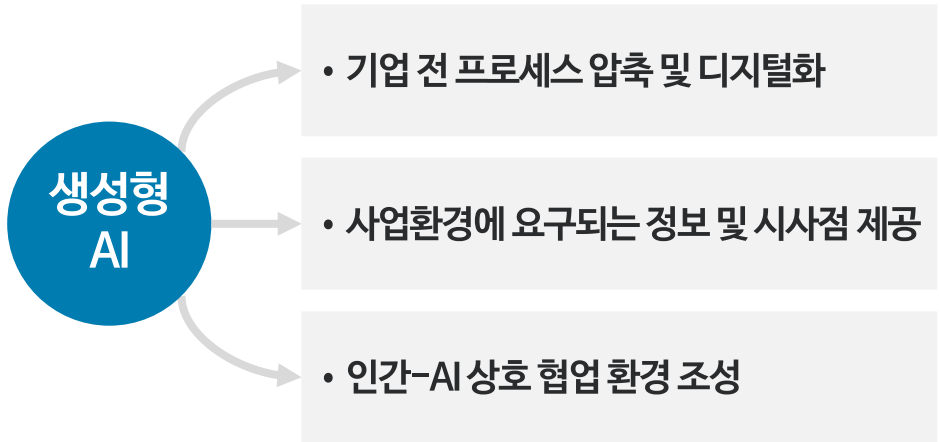 생성형
AI
• 기업 전 프로세스 압축 및 디지털화
• 사업환경에 요구되는 정보 및 시사점 제공
• 인간-AI 상호 협업 환경 조성